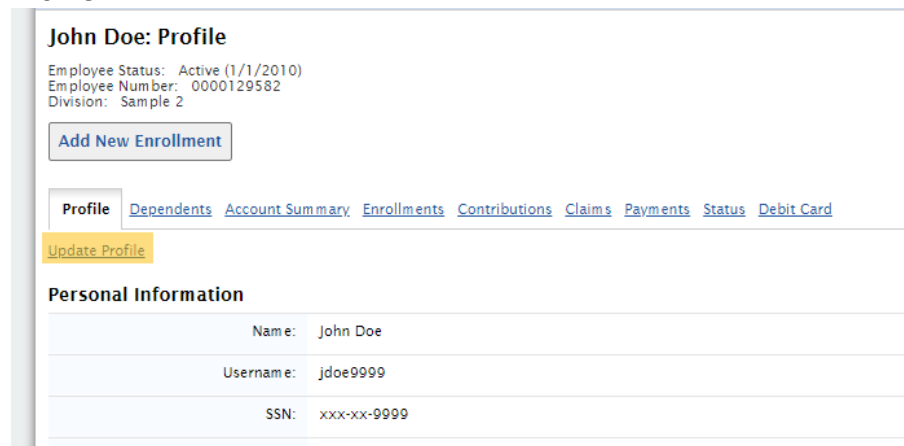 John Doe: Profile
Employee Status: Active (1/1/2010)
Employee Number: 0000129582
Division: Sample 2
Add New Enrollment
Profile Dependents Account Summary Enrollments Contributions Claims Payments Status Debit Card
Update Profile
Personal Information
Name: John Doe
Username: jdoe9999
SSN: xxx-xx-9999